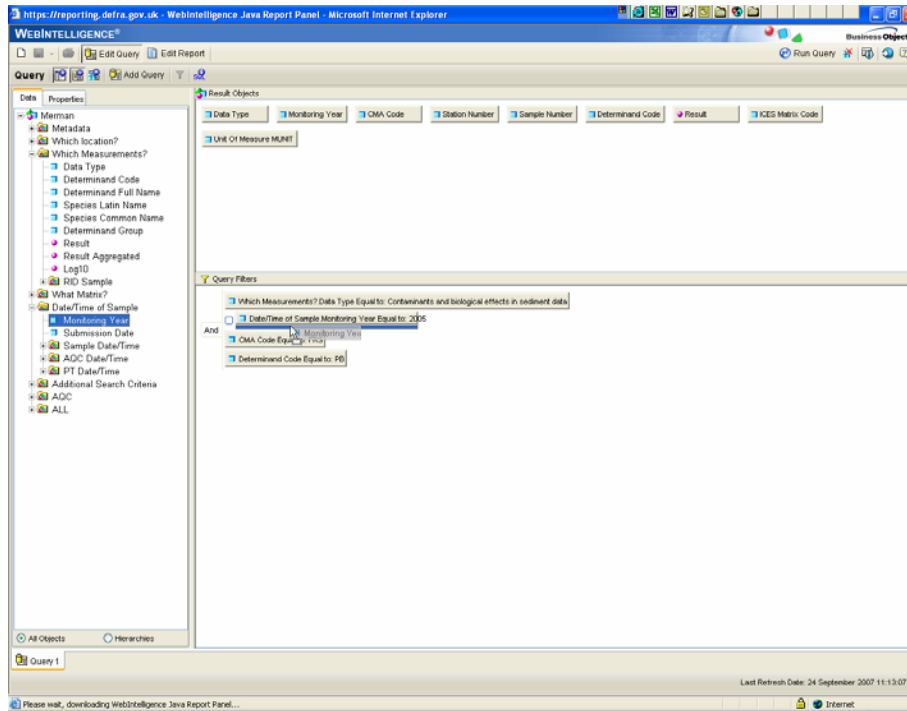 https://reporting.defra.gov.uk - WebIntelligence Java Report Panel - Microsoft Internet Explorer
WEBINTELLIGENCE® Business Object
Edit Query Edit Report Run Query
Query Add Query
Data Properties
Result Objects
Data Type Monitoring Year CMA Code Station Number Sample Number Determinand Code Result ICES Matrix Code
Unit Of Measure MUNIT
Merman
Metadata
Which location?
Which Measurements?
Data Type
Determinand Code
Determinand Full Name
Species Latin Name
Species Common Name
Determinand Group
Result
Result Aggregated
Log10
RID Sample
What Matrix?
Date/Time of Sample
Monitoring Year
Submission Date
Sample Date/Time
AQC Date/Time
PT Date/Time
Additional Search Criteria
AQC
ALL
Query Filters
Which Measurements?.Data Type Equal to: Contaminants and biological effects in sediment data
Date/Time of Sample.Monitoring Year Equal to: 2005
And
Monitoring Yea
CMA Code Equal to:
Determinand Code Equal to: PB
All Objects Hierarchies
Query 1
Last Refresh Date: 24 September 2007 11:13:07
Please wait, downloading WebIntelligence Java Report Panel... Internet